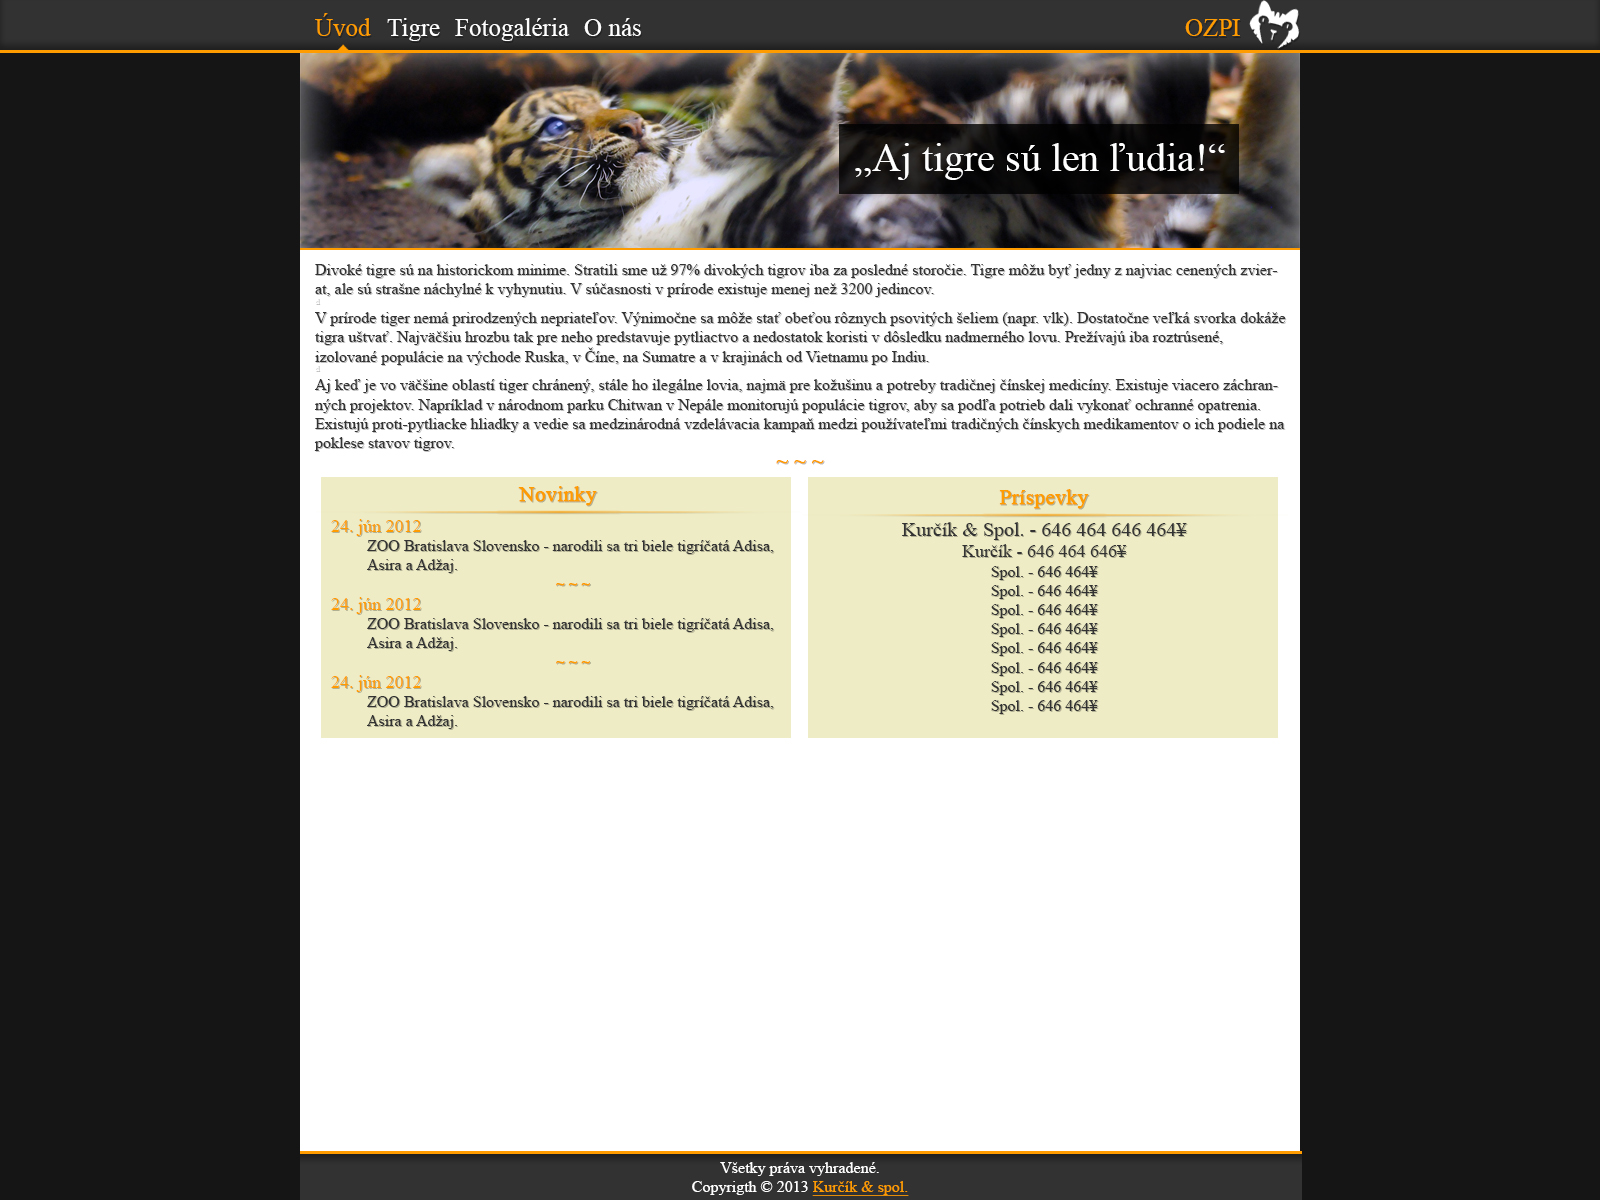 Úvod Tigre Fotogaléria O nás OZPI
„Aj tigre sú len ľudia!“
Divoké tigre sú na historickom minime. Stratili sme už 97% divokých tigrov iba za posledné storočie. Tigre môžu byť jedny z najviac cenených zvier-
at, ale sú strašne náchylné k vyhynutiu. V súčasnosti v prírode existuje menej než 3200 jedincov.
V prírode tiger nemá prirodzených nepriateľov. Výnimočne sa môže stať obeťou rôznych psovitých šeliem (napr. vlk). Dostatočne veľká svorka dokáže
tigra uštvať. Najväčšiu hrozbu tak pre neho predstavuje pytliactvo a nedostatok koristi v dôsledku nadmerného lovu. Prežívajú iba roztrúsené,
izolované populácie na východe Ruska, v Číne, na Sumatre a v krajinách od Vietnamu po Indiu.
Aj keď je vo väčšine oblastí tiger chránený, stále ho ilegálne lovia, najmä pre kožušinu a potreby tradičnej čínskej medicíny. Existuje viacero záchran-
ných projektov. Napríklad v národnom parku Chitwan v Nepále monitorujú populácie tigrov, aby sa podľa potrieb dali vykonať ochranné opatrenia.
Existujú proti-pytliacke hliadky a vedie sa medzinárodná vzdelávacia kampaň medzi používateľmi tradičných čínskych medikamentov o ich podiele na
poklese stavov tigrov.
~ ~ ~
Novinky
24. jún 2012
ZOO Bratislava Slovensko - narodili sa tri biele tigríčatá Adisa,
Asira a Adžaj.
~ ~ ~
24. jún 2012
ZOO Bratislava Slovensko - narodili sa tri biele tigríčatá Adisa,
Asira a Adžaj.
~ ~ ~
24. jún 2012
ZOO Bratislava Slovensko - narodili sa tri biele tigríčatá Adisa,
Asira a Adžaj.
Príspevky
Kurčík & Spol. - 646 464 646 464¥
Kurčík - 646 464 646¥
Spol. - 646 464¥
Spol. - 646 464¥
Spol. - 646 464¥
Spol. - 646 464¥
Spol. - 646 464¥
Spol. - 646 464¥
Spol. - 646 464¥
Spol. - 646 464¥
Všetky práva vyhradené.
Copyrigth © 2013 Kurčík & spol.